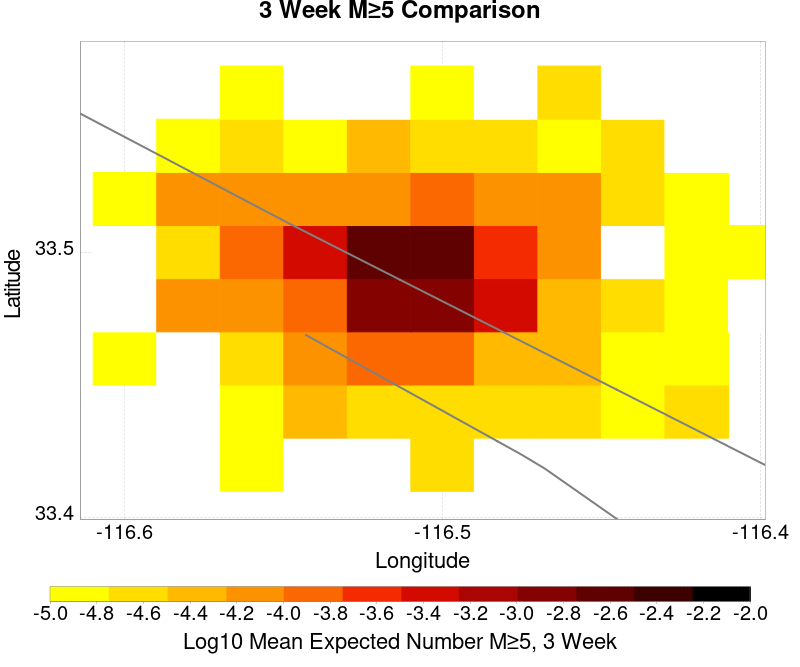 3 Week M≥5 Comparison
Latitude
33.5
33.4
-116.6 -116.5 -116.4
Longitude
-5.0 -4.8 -4.6 -4.4 -4.2 -4.0 -3.8 -3.6 -3.4 -3.2 -3.0 -2.8 -2.6 -2.4 -2.2 -2.0
Log10 Mean Expected Number M≥5, 3 Week